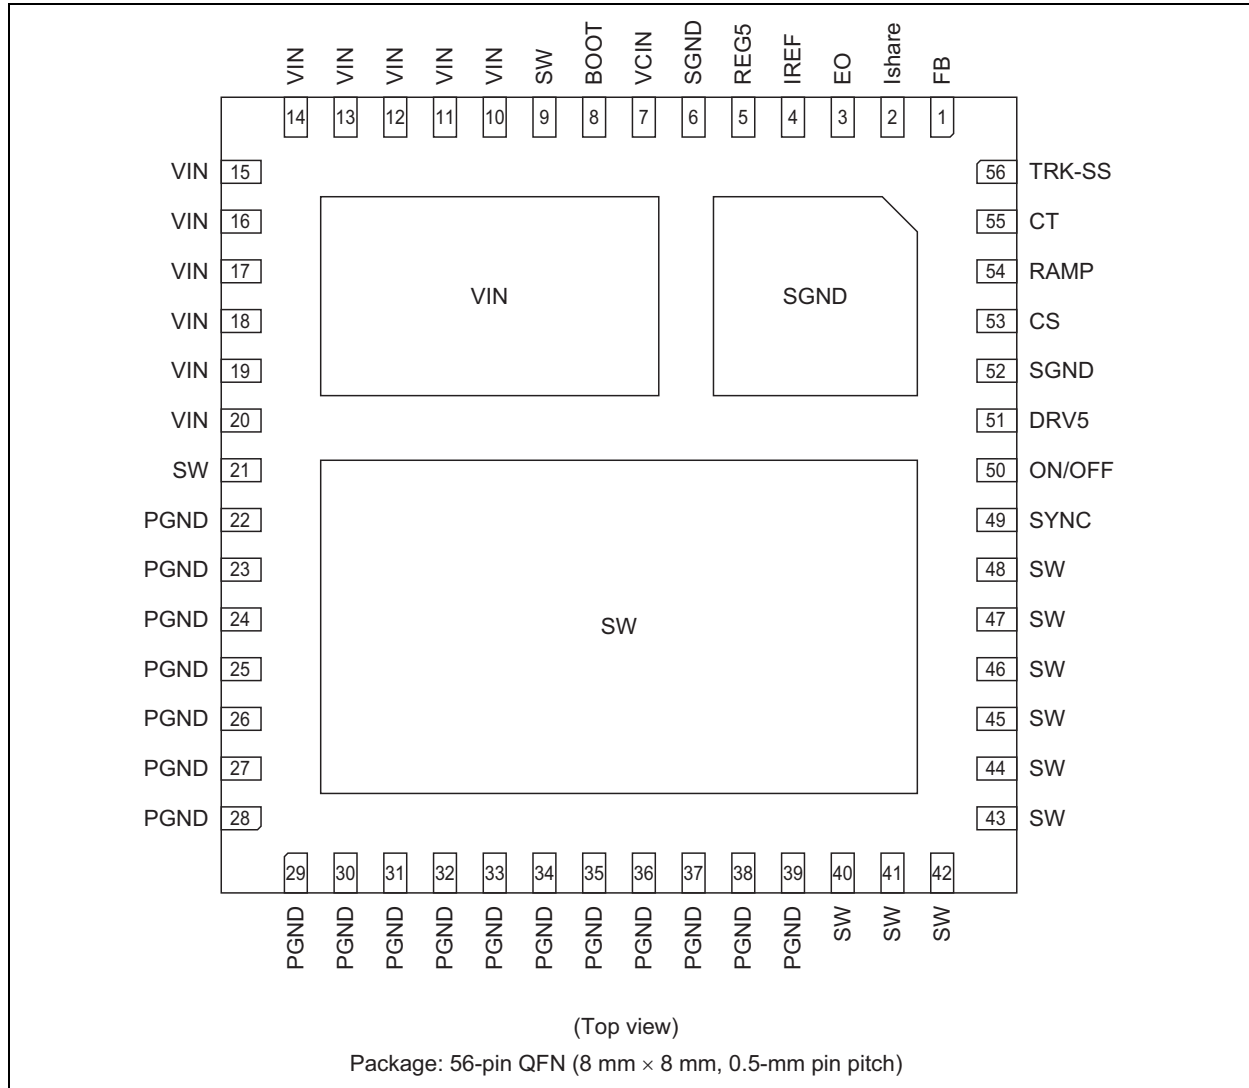 VIN VIN VIN VIN VIN SW BOOT VCIN SGND REG5 IREF EO Ishare FB
14 13 12 11 10 9 8 7 6 5 4 3 2 1
VIN 15 56 TRK-SS
VIN 16 55 CT
VIN 17 54 RAMP
VIN SGND
VIN 18 53 CS
VIN 19 52 SGND
VIN 20 51 DRV5
SW 21 50 ON/OFF
PGND 22 49 SYNC
PGND 23 48 SW
PGND 24 47 SW
SW
PGND 25 46 SW
PGND 26 45 SW
PGND 27 44 SW
PGND 28 43 SW
29 30 31 32 33 34 35 36 37 38 39 40 41 42
PGND PGND PGND PGND PGND PGND PGND PGND PGND PGND PGND SW SW SW
(Top view)
Package: 56-pin QFN (8 mm × 8 mm, 0.5-mm pin pitch)